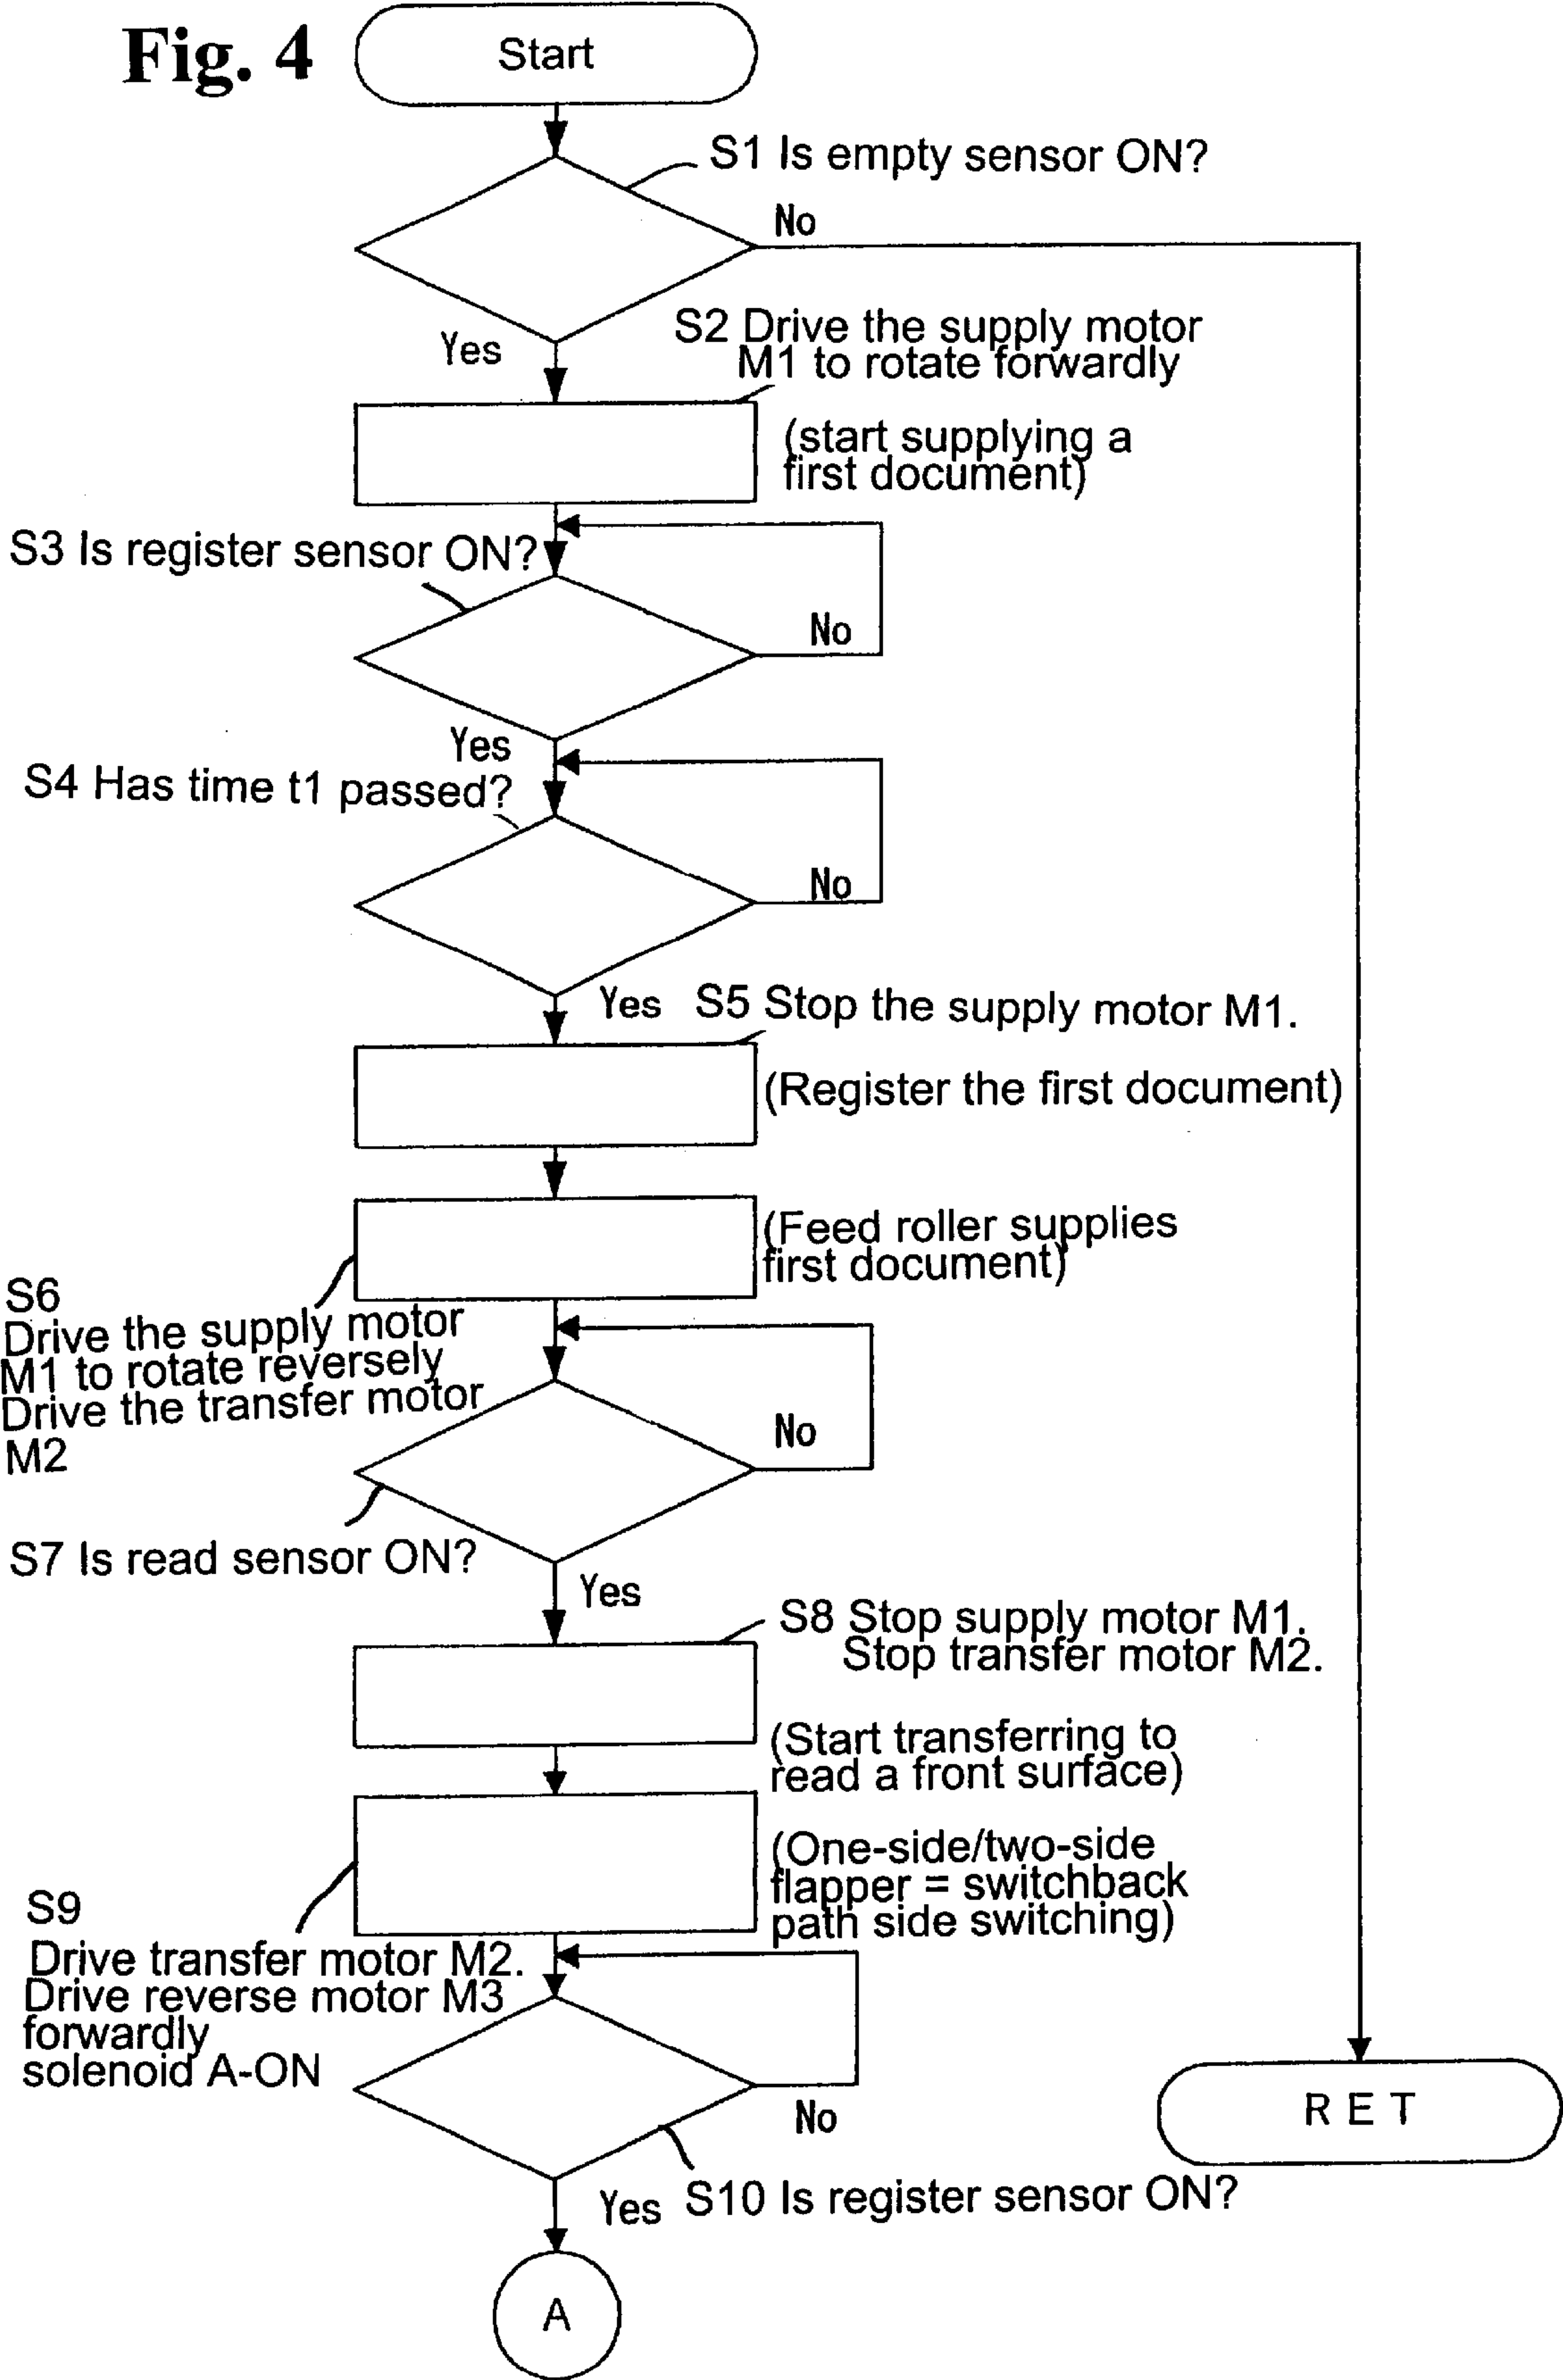 Fig. 4
Start
S1 Is empty sensor ON?
No
Yes
S2 Drive the supply motor
M1 to rotate forwardly
(start supplying a
first document)
S3 Is register sensor ON?
No
Yes
S4 Has time t1 passed?
No
Yes
S5 Stop the supply motor M1.
(Register the first document)
(Feed roller supplies
first document)
S6
Drive the supply motor
M1 to rotate reversely
Drive the transfer motor
M2
No
S7 Is read sensor ON?
Yes
S8 Stop supply motor M1.
Stop transfer motor M2.
(Start transferring to
read a front surface)
(One-side/two-side
flapper = switchback
path side switching)
S9
Drive transfer motor M2.
Drive reverse motor M3
forwardly
solenoid A-ON
No
RET
Yes
S10 Is register sensor ON?
A